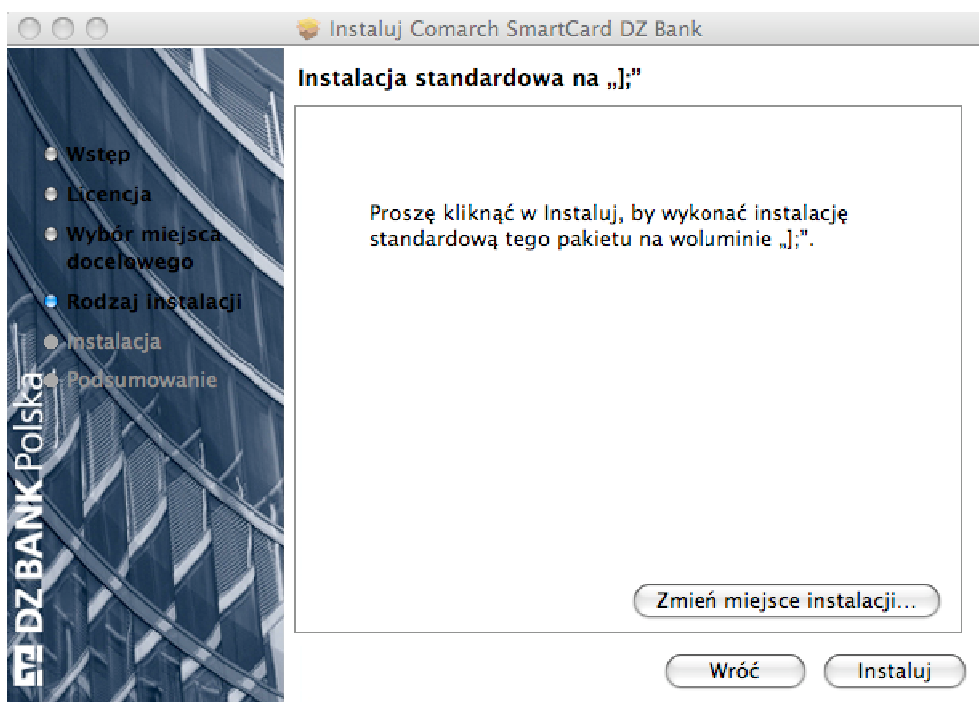 Instaluj Comarch SmartCard DZ Bank
Instalacja standardowa na „];”
Wstęp
Licencja
Wybór miejsca
docelowego
Rodzaj instalacji
Instalacja
Podsumowanie
Proszę kliknąć w Instaluj, by wykonać instalację
standardową tego pakietu na woluminie „];”.
Zmień miejsce instalacji...
Wróć
Instaluj
DZ BANK Polska